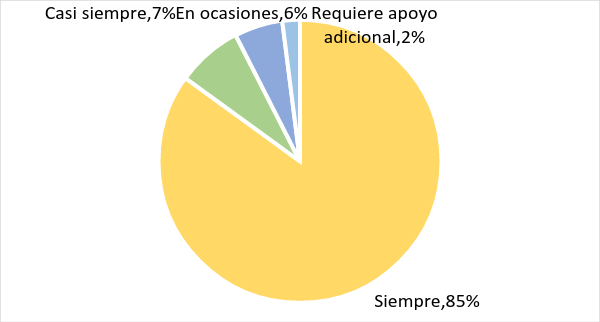 Casi siempre,7%
En ocasiones,6%
Requiere apoyo
adicional,2%
Siempre,85%